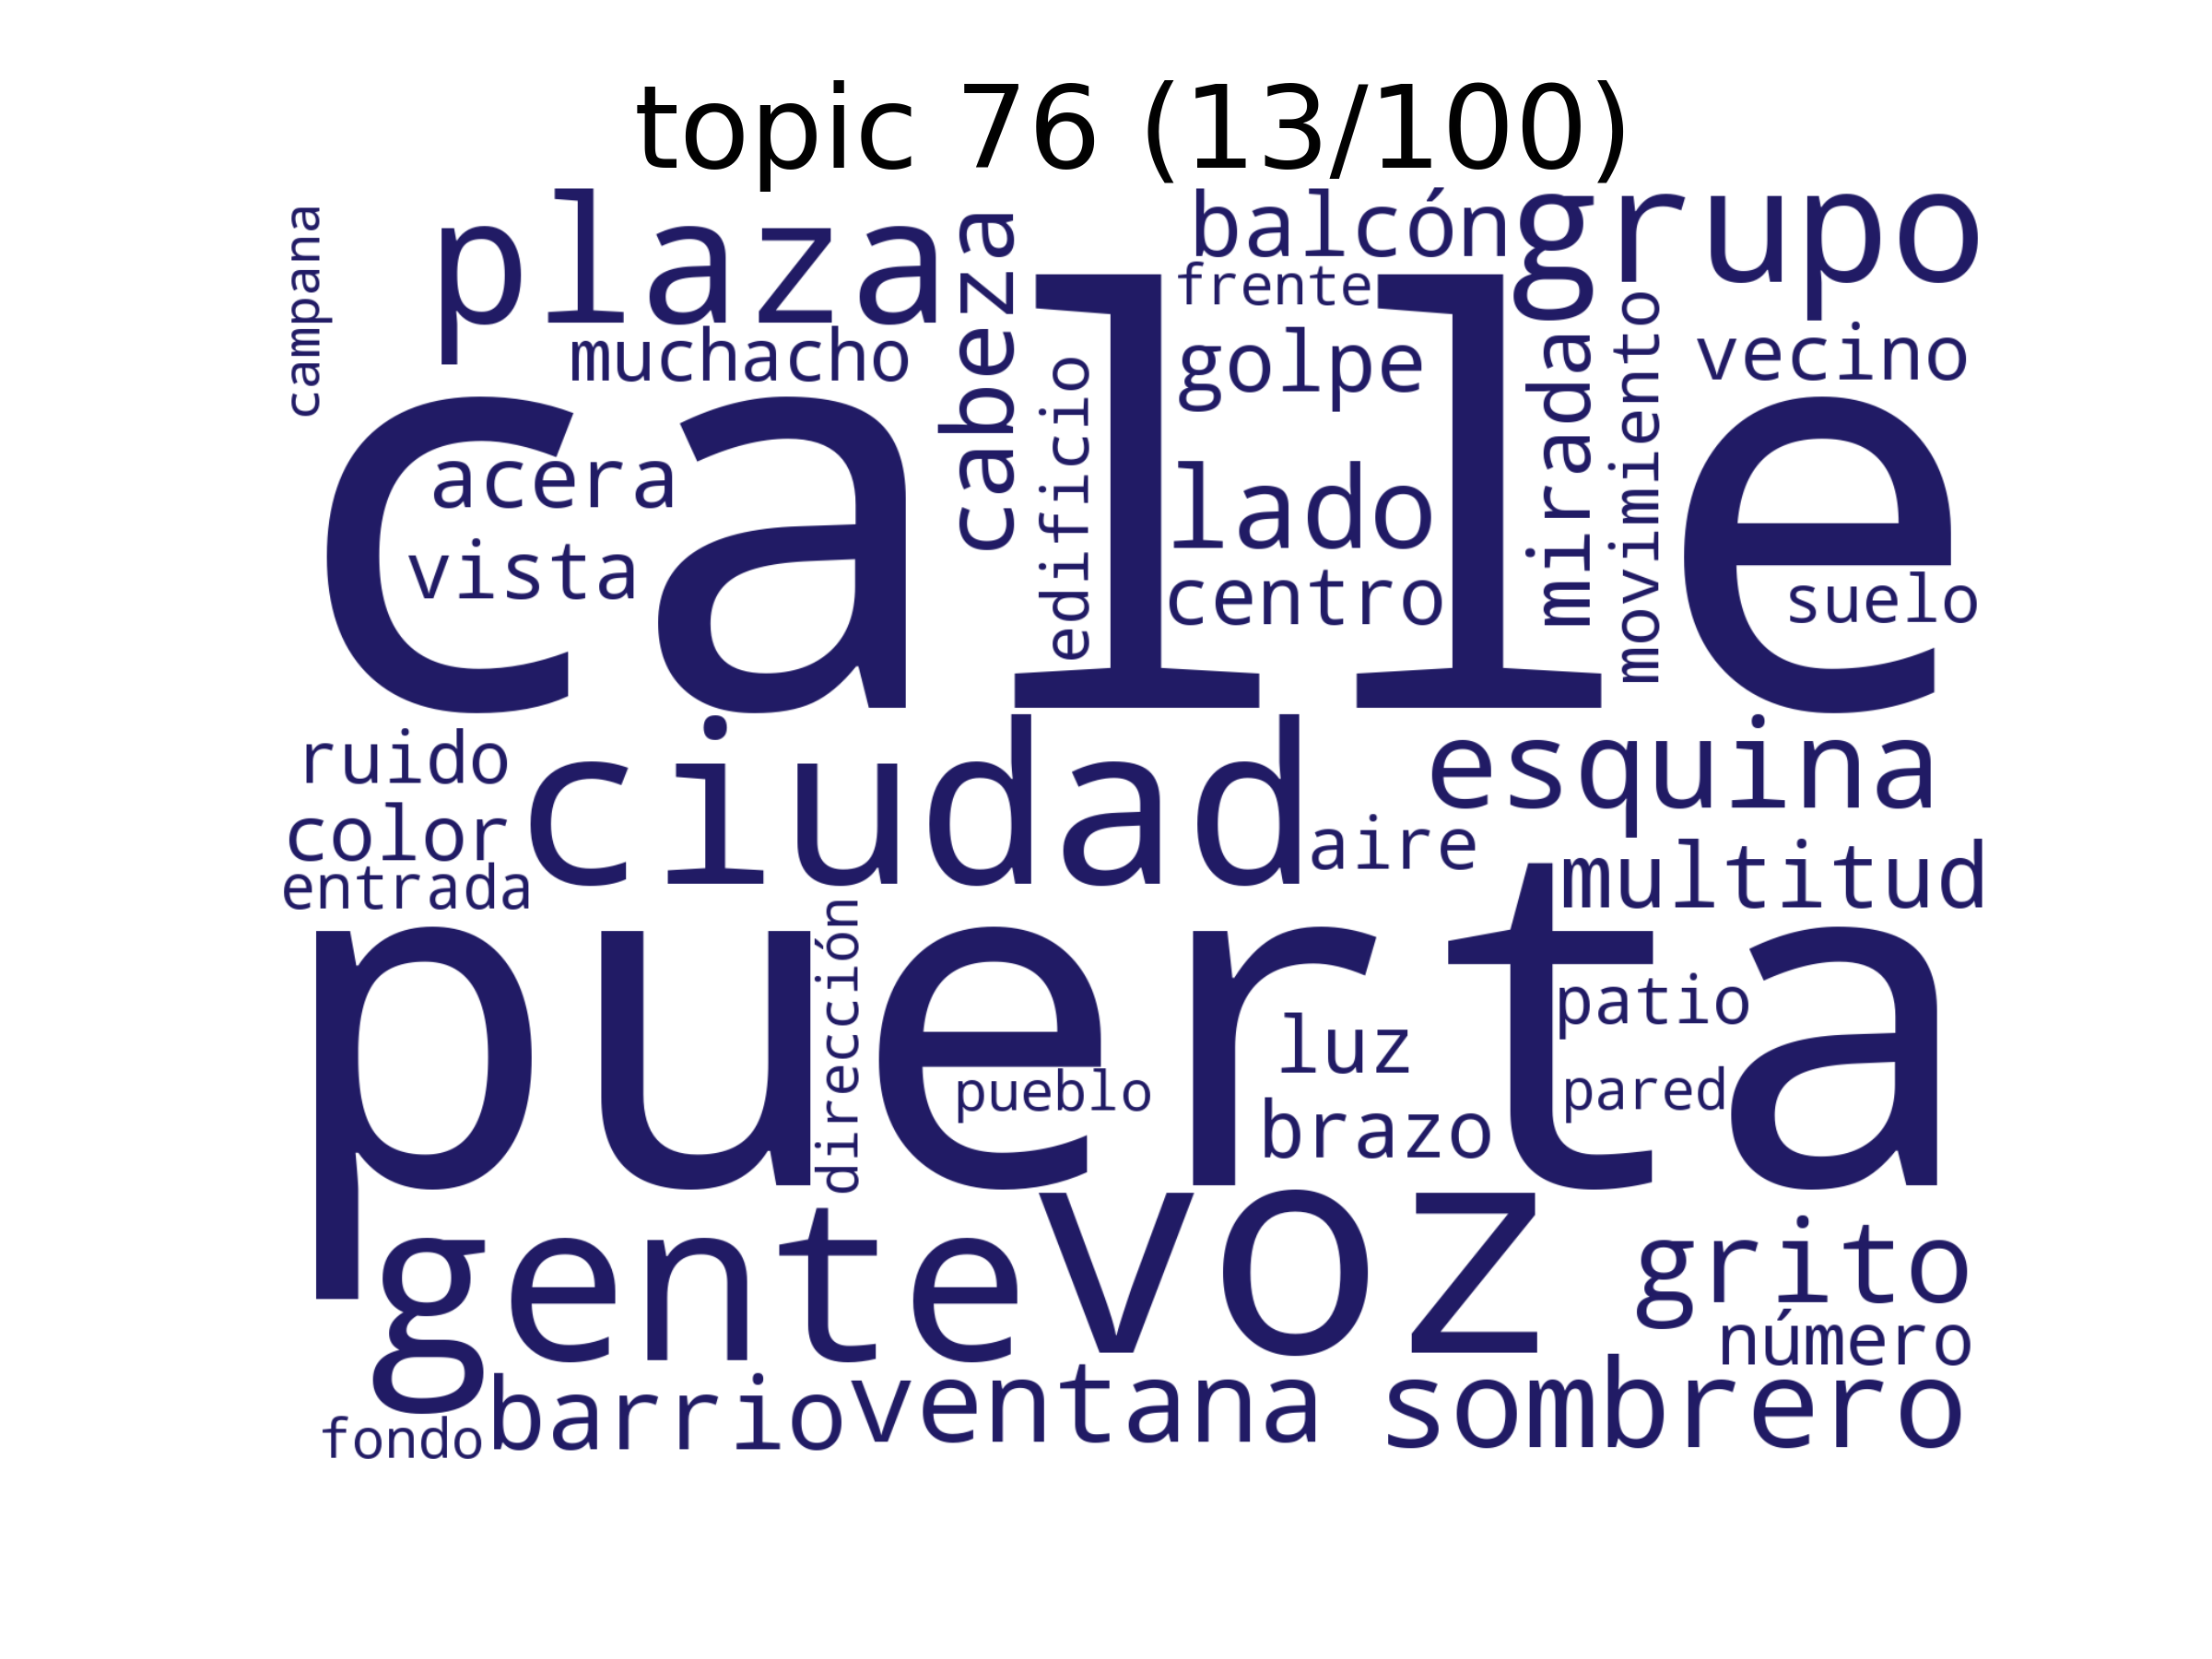 topic 76 (13/100)
campana
plaza
cabeza
balcón
grupo
frente
muchacho
golpe
vecino
calle
edificio
mirada
movimiento
acera
lado
vista
centro
suelo
ruido
ciudad
esquina
color
aire
multitud
entrada
puerta
dirección
patio
luz
pueblo
pared
brazo
gente
voz
grito
número
barrio
ventana
sombrero
fondo